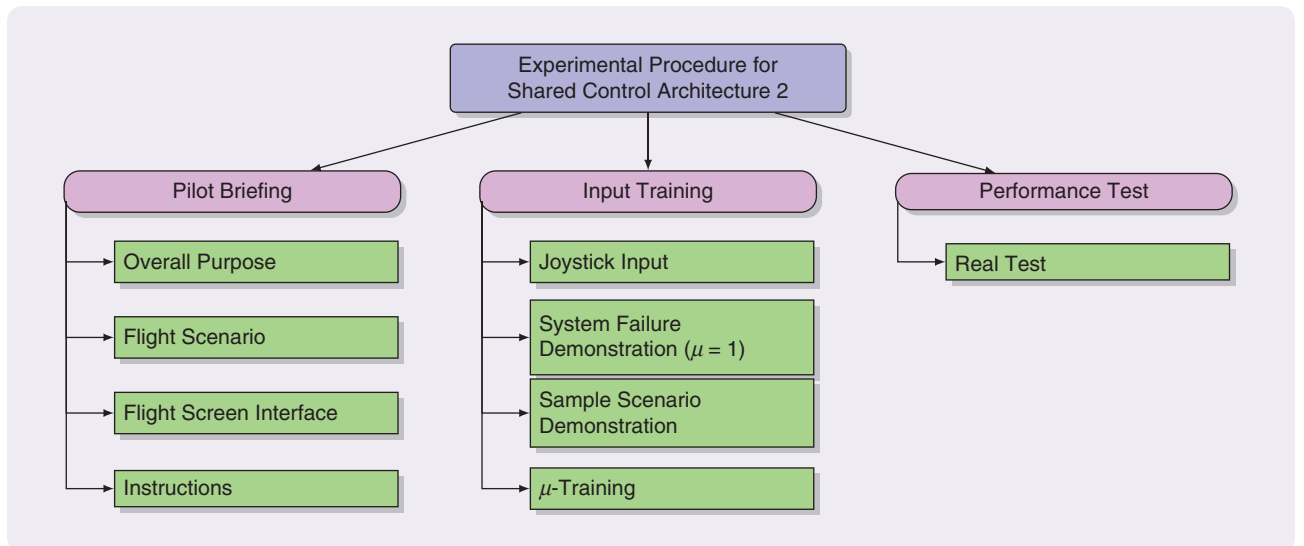 Experimental Procedure for
Shared Control Architecture 2
Pilot Briefing
Overall Purpose
Flight Scenario
Flight Screen Interface
Instructions
Input Training
Joystick Input
System Failure
Demonstration (μ = 1)
Sample Scenario
Demonstration
μ-Training
Performance Test
Real Test